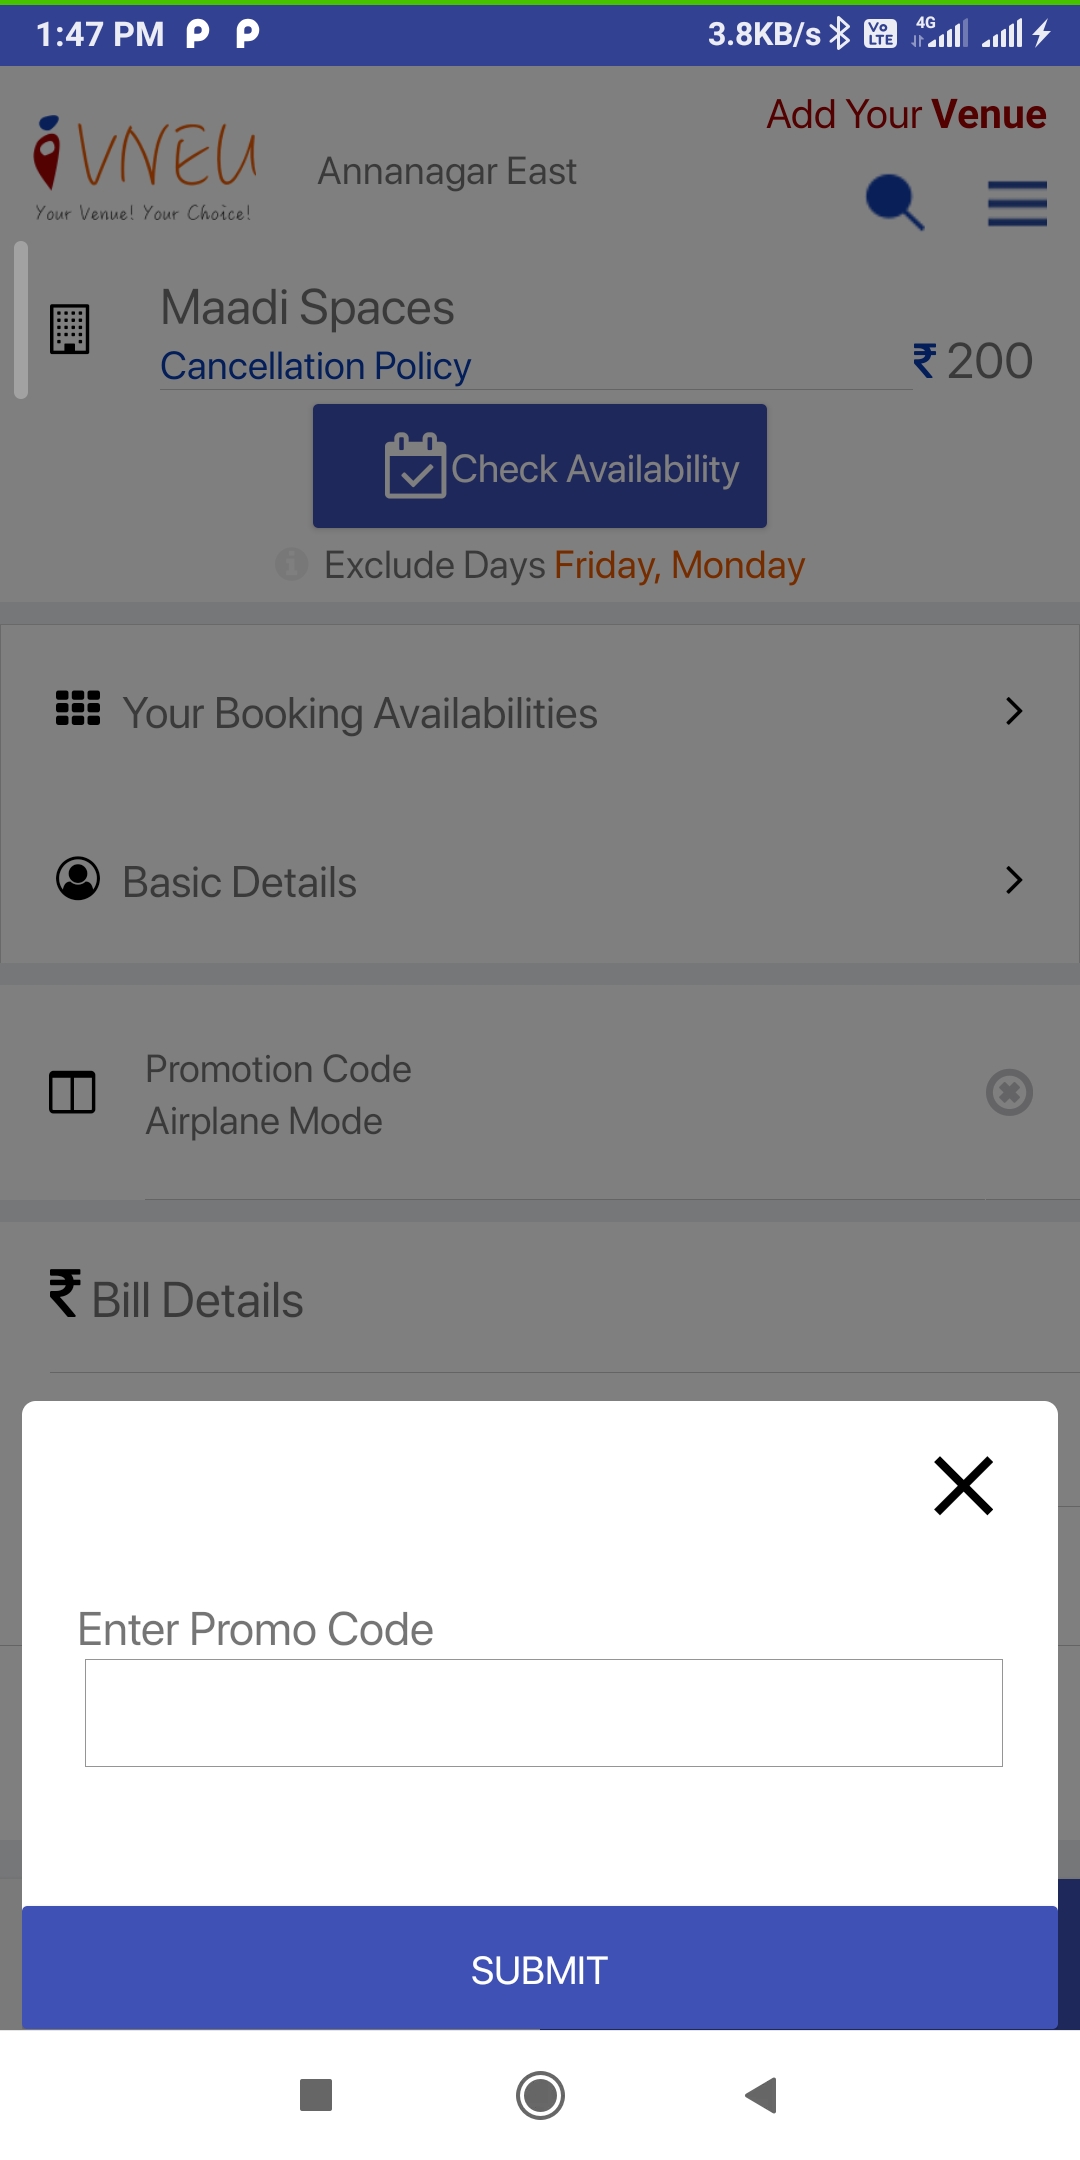 1:47 PM
3.8KB/s
Vo LTE
4G
Add Your Venue
iVNEU
Your Venue! Your Choice!
Annanagar East
Maadi Spaces
Cancellation Policy
₹ 200
Check Availability
Exclude Days Friday, Monday
Your Booking Availabilities
Basic Details
Promotion Code
Airplane Mode
₹ Bill Details
Enter Promo Code
SUBMIT